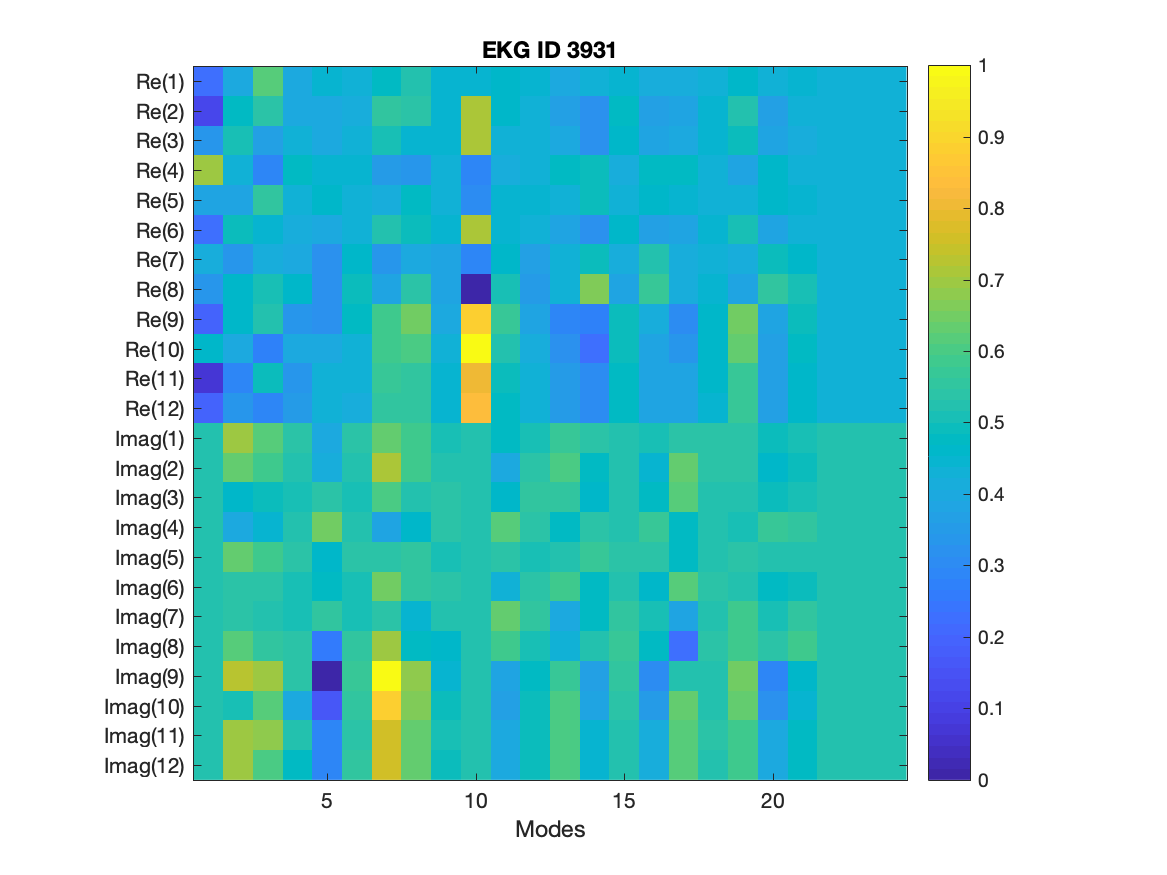 EKG ID 3931
Re(1)
Re(2)
Re(3)
Re(4)
Re(5)
Re(6)
Re(7)
Re(8)
Re(9)
Re(10)
Re(11)
Re(12)
Imag(1)
Imag(2)
Imag(3)
Imag(4)
Imag(5)
Imag(6)
Imag(7)
Imag(8)
Imag(9)
Imag(10)
Imag(11)
Imag(12)
5 10 15 20
Modes
1
0.9
0.8
0.7
0.6
0.5
0.4
0.3
0.2
0.1
0